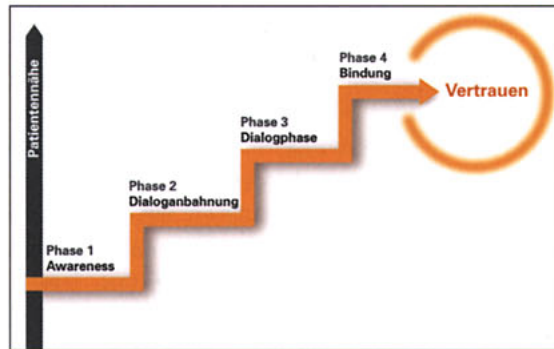 Patientennähe
Phase 4
Bindung
Vertrauen
Phase 3
Dialogphase
Phase 2
Dialoganbahnung
Phase 1
Awareness